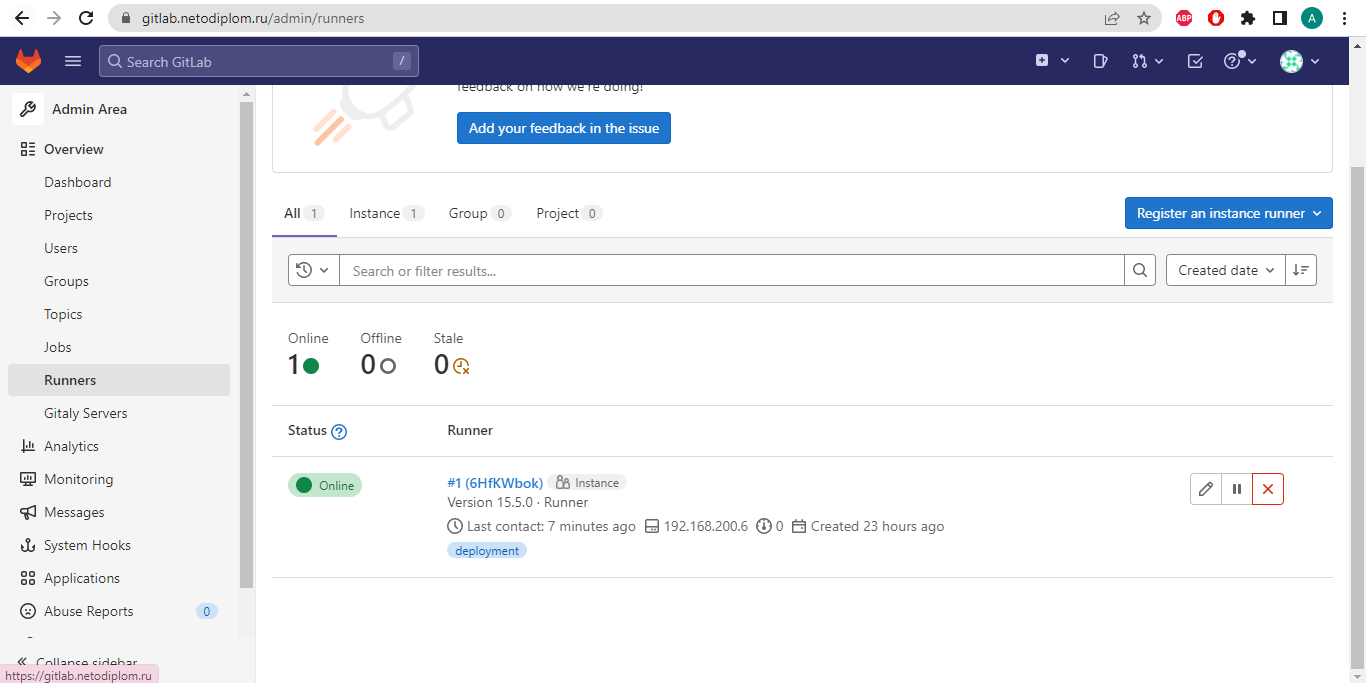 gitlab.netodiplom.ru/admin/runners
ABP
A
Search GitLab /
Admin Area
Overview
Dashboard
Projects
Users
Groups
Topics
Jobs
Runners
Gitaly Servers
Analytics
Monitoring
Messages
System Hooks
Applications
Abuse Reports 0
Collapse sidebar
https://gitlab.netodiplom.ru
feedback on how we're doing!
Add your feedback in the issue
All 1 Instance 1 Group 0 Project 0
Register an instance runner
Search or filter results...
Created date
Online Offline Stale
1 0 0
Status ? Runner
Online
#1 (6HfKWbok) Instance
Version 15.5.0 · Runner
Last contact: 7 minutes ago 192.168.200.6 0 Created 23 hours ago
deployment